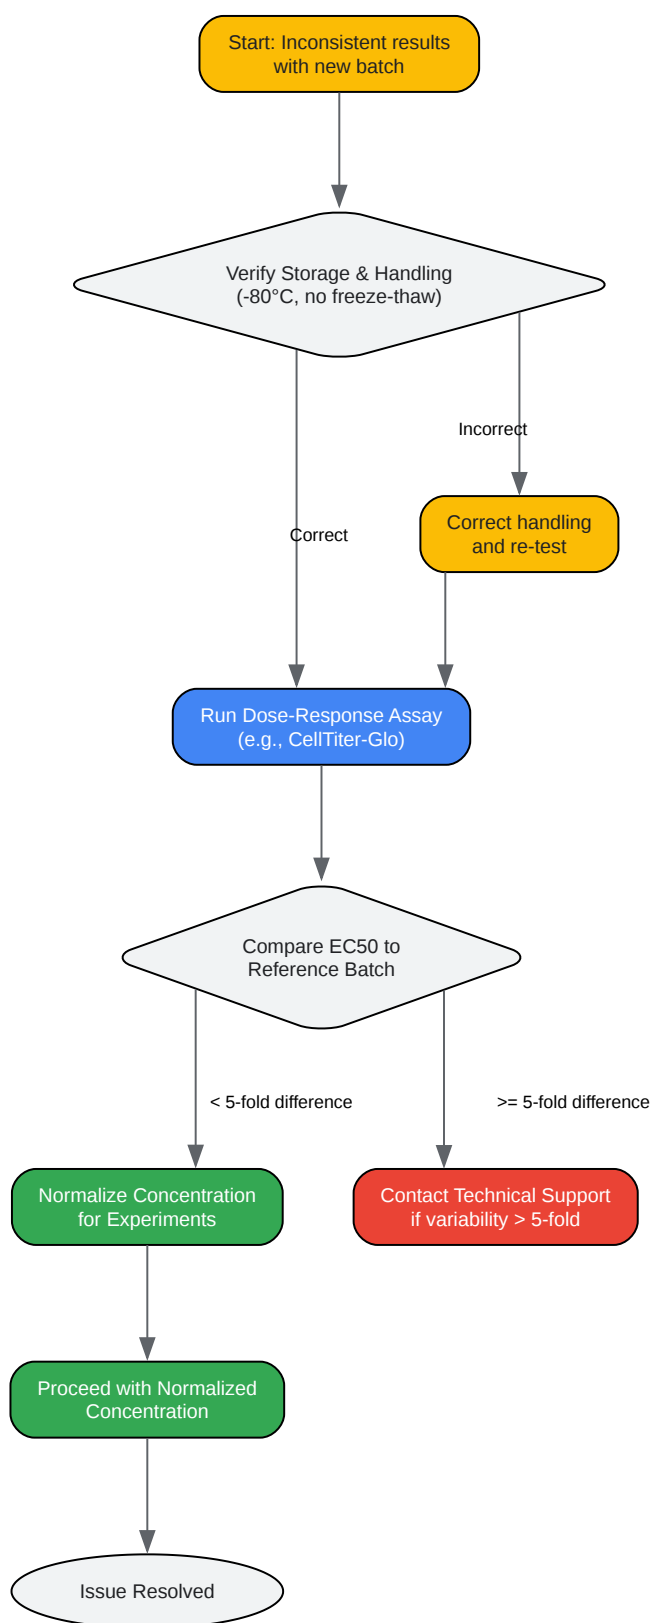 Start: Inconsistent results
with new batch
Verify Storage & Handling
(-80°C, no freeze-thaw)
Incorrect
Correct handling
and re-test
Correct
Run Dose-Response Assay
(e.g., CellTiter-Glo)
Compare EC50 to
Reference Batch
< 5-fold difference
>= 5-fold difference
Normalize Concentration
for Experiments
Contact Technical Support
if variability > 5-fold
Proceed with Normalized
Concentration
Issue Resolved